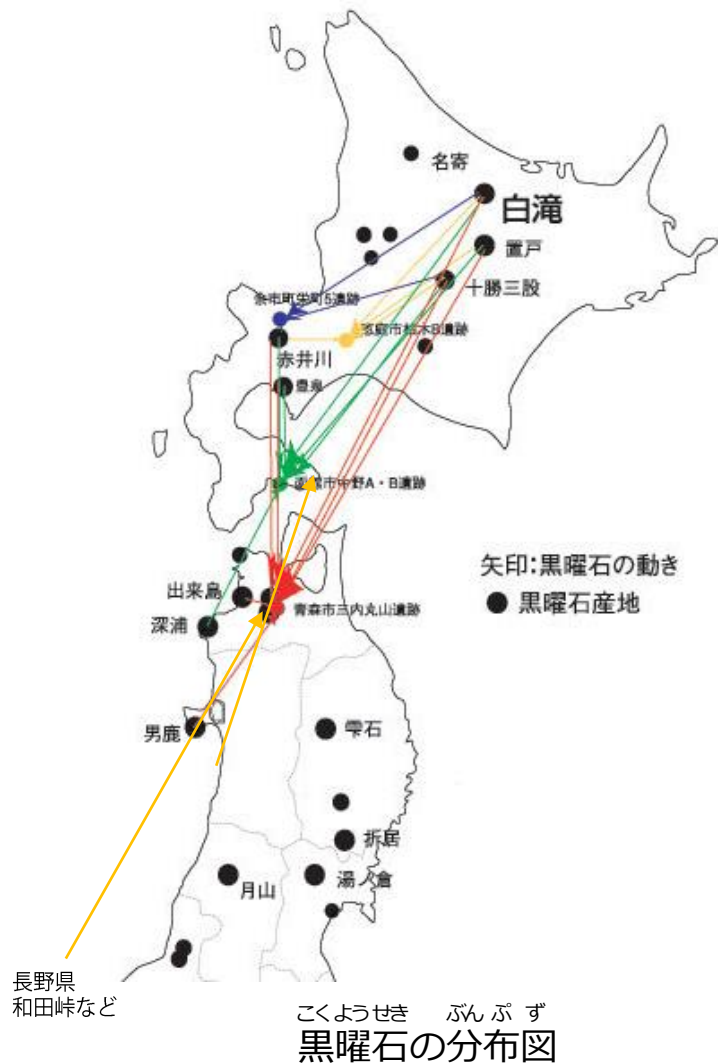 名寄
白滝
置戸
十勝三股
余市町栄町5遺跡
恵庭市柏木B遺跡
赤井川
豊泉
函館市中野A・B遺跡
矢印:黒曜石の動き
黒曜石産地
出来島
青森市三内丸山遺跡
深浦
男鹿
雫石
折居
月山
湯ノ倉
長野県
和田峠など
こくようせき ぶんぷず
黒曜石の分布図